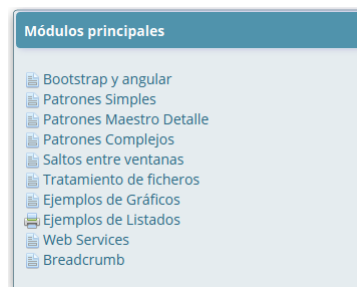 Módulos principales
Bootstrap y angular
Patrones Simples
Patrones Maestro Detalle
Patrones Complejos
Saltos entre ventanas
Tratamiento de ficheros
Ejemplos de Gráficos
Ejemplos de Listados
Web Services
Breadcrumb